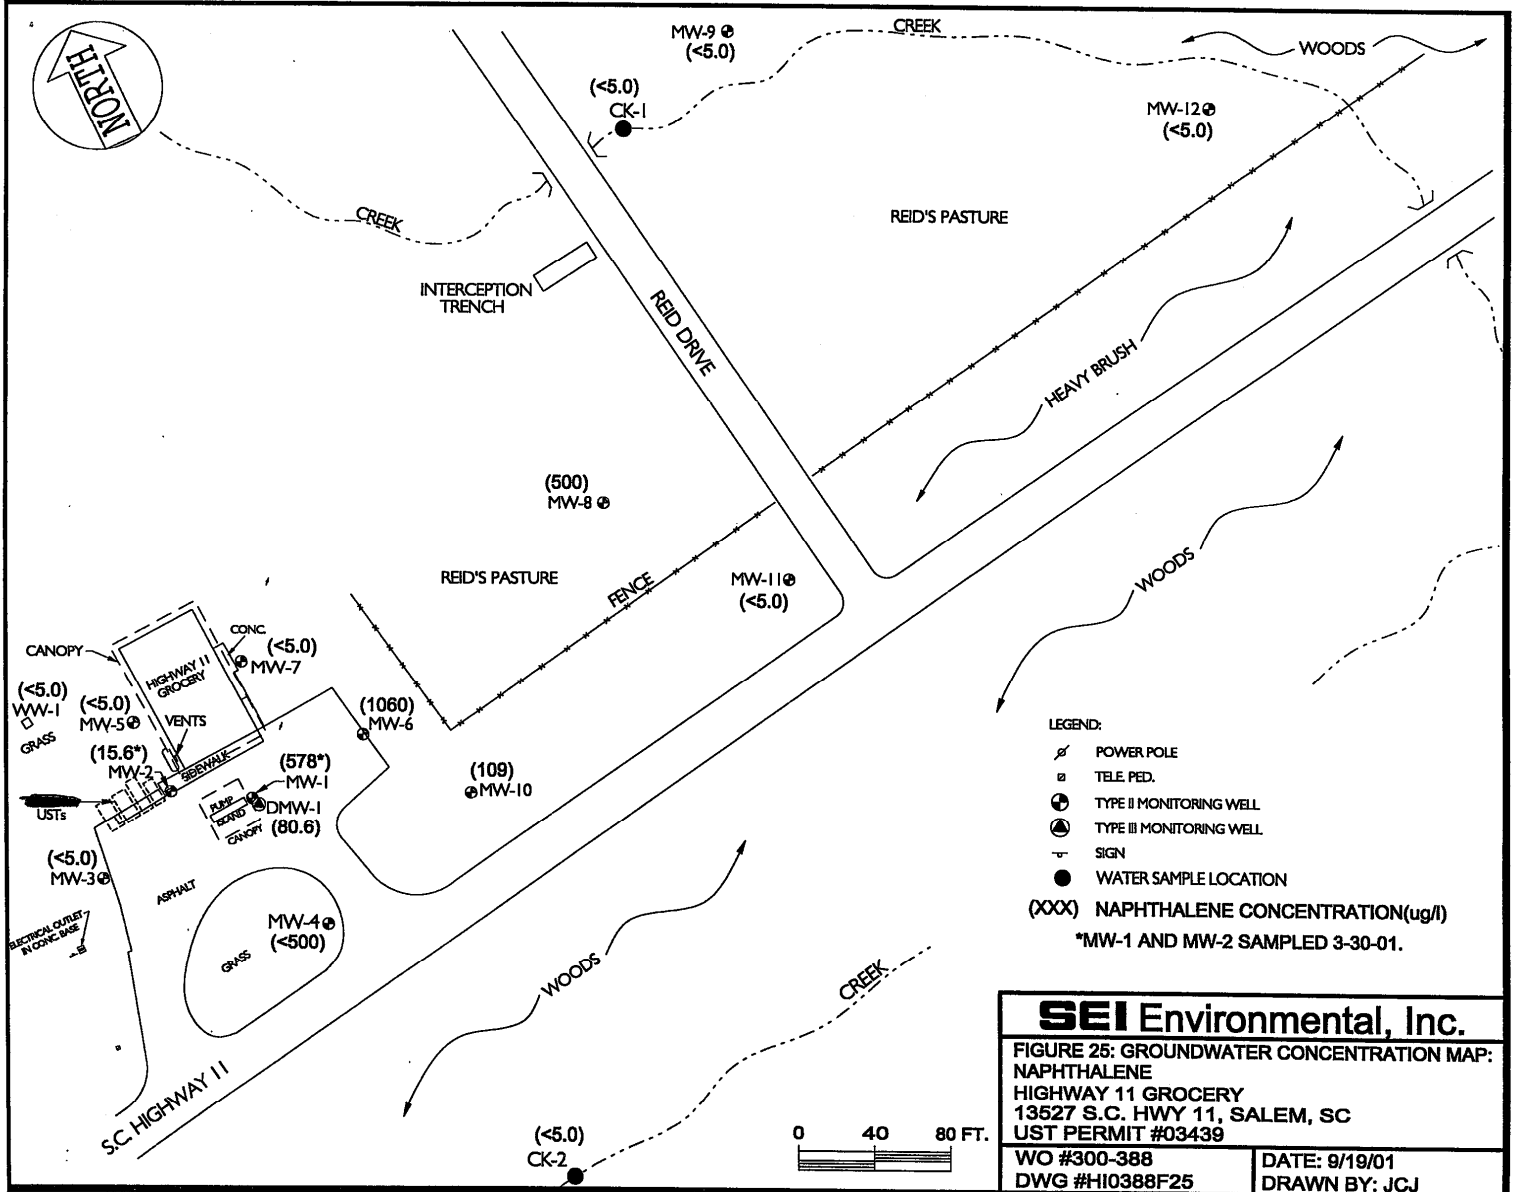 NORTH
MW-9
(<5.0)
CREEK
WOODS
(<5.0)
CK-1
MW-12
(<5.0)
CREEK
REID'S PASTURE
INTERCEPTION
TRENCH
REID DRIVE
HEAVY BRUSH
(500)
MW-8
REID'S PASTURE
FENCE
MW-11
(<5.0)
WOODS
CANOPY
CONC.
(<5.0)
MW-7
HIGHWAY 11
GROCERY
(<5.0)
WW-1
GRASS
(<5.0)
MW-5
VENTS
(1060)
MW-6
(15.6*)
MW-2
SIDEWALK
(578*)
MW-1
(109)
MW-10
USTs
PUMP
ISLAND
CANOPY
DMW-1
(80.6)
(<5.0)
MW-3
ASPHALT
ELECTRICAL OUTLET
IN CONC. BASE
MW-4
(<500)
GRASS
WOODS
CREEK
S.C. HIGHWAY 11
(<5.0)
CK-2
0 40 80 FT.
LEGEND:
POWER POLE
TELE. PED.
TYPE II MONITORING WELL
TYPE III MONITORING WELL
SIGN
WATER SAMPLE LOCATION
(XXX) NAPHTHALENE CONCENTRATION(ug/l)
*MW-1 AND MW-2 SAMPLED 3-30-01.
SEI Environmental, Inc.
FIGURE 25: GROUNDWATER CONCENTRATION MAP:
NAPHTHALENE
HIGHWAY 11 GROCERY
13527 S.C. HWY 11, SALEM, SC
UST PERMIT #03439
WO #300-388
DWG #HI0388F25
DATE: 9/19/01
DRAWN BY: JCJ